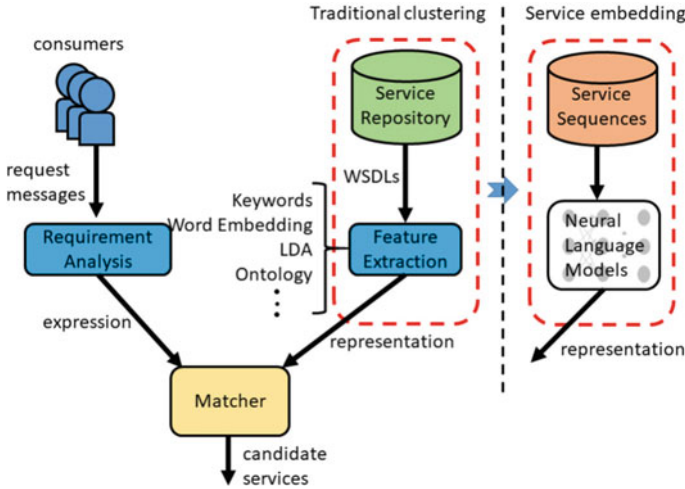 Traditional clustering
Service embedding
consumers
Service
Repository
Service
Sequences
request
messages
WSDLs
Keywords
Word Embedding
LDA
Ontology
Requirement
Analysis
Feature
Extraction
Neural
Language
Models
expression
representation
representation
Matcher
candidate
services